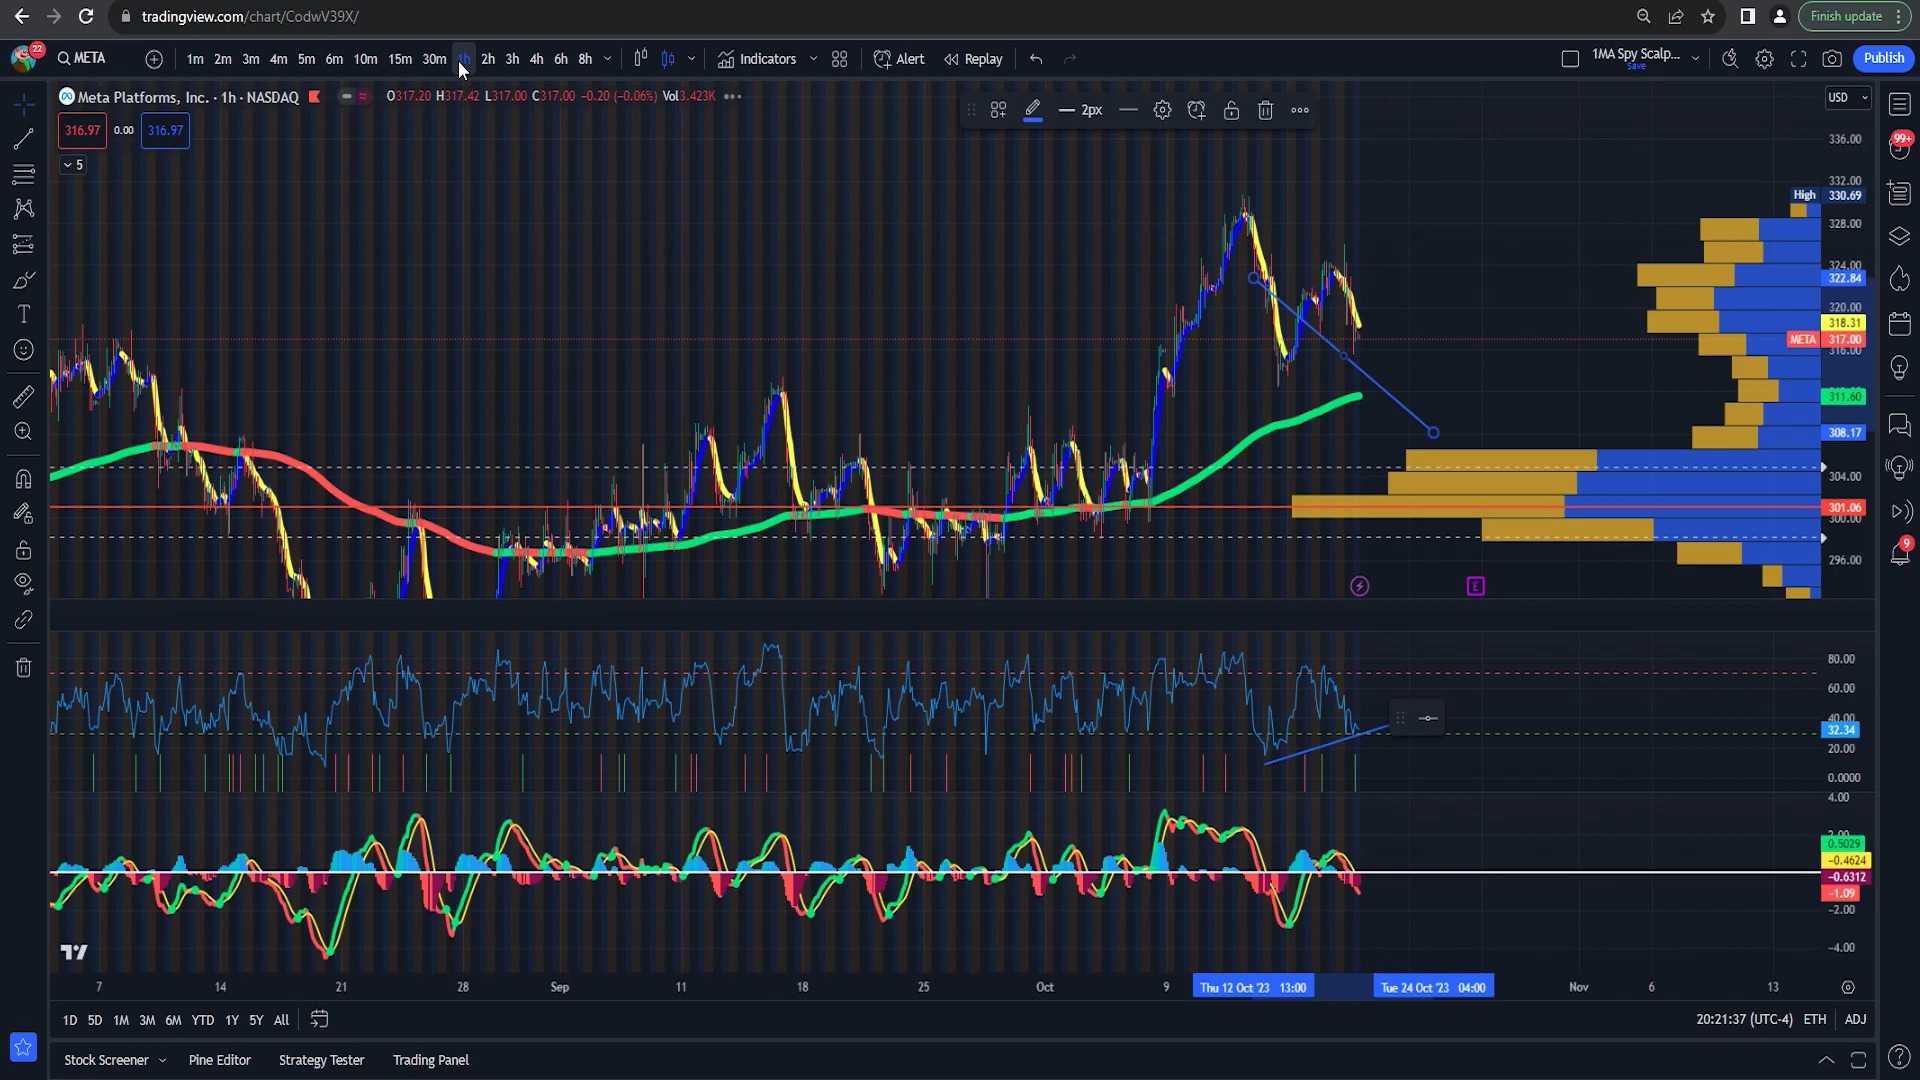 tradingview.com/chart/CodwV39X/
Finish update
22
META
1m 2m 3m 4m 5m 6m 10m 15m 30m 1h 2h 3h 4h 6h 8h
Indicators
Alert
Replay
1MA Spy Scalp...
Save
Publish
Meta Platforms, Inc. · 1h · NASDAQ
O317.20 H317.42 L317.00 C317.00 -0.20 (-0.06%) Vol3.423K
2px
USD
316.97 0.00 316.97
5
336.00
332.00
High 330.69
328.00
324.00
322.84
320.00
318.31
META 317.00
316.00
311.60
308.17
304.00
301.06
300.00
296.00
E
99+
9
80.00
60.00
40.00
32.34
20.00
0.0000
4.00
2.00
0.5029
-0.4624
-0.6312
-1.09
-2.00
-4.00
7 14 21 28 Sep 11 18 25 Oct 9 Thu 12 Oct '23 13:00 Tue 24 Oct '23 04:00 Nov 6 13
1D 5D 1M 3M 6M YTD 1Y 5Y All
20:21:37 (UTC-4) ETH ADJ
Stock Screener Pine Editor Strategy Tester Trading Panel